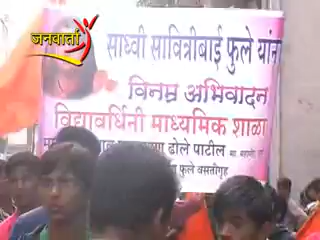 जनवार्ता
साध्वी सावित्रीबाई फुले यांना
विनम्र अभिवादन
विद्यावर्धिनी माध्यमिक शाळा
ढोले पाटील
फुले वसतीगृह